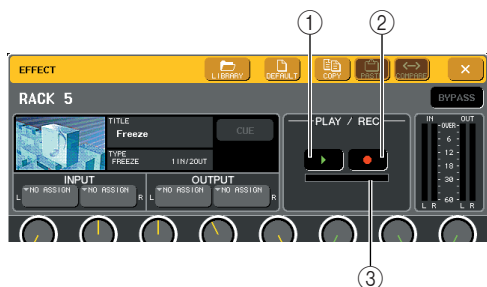 ① ②
EFFECT LIBRARY DEFAULT COPY PASTE COMPARE ×
RACK 5 BYPASS
TITLE
Freeze
CUE
TYPE
FREEZE 1IN/2OUT
INPUT OUTPUT
L NO ASSIGN NO ASSIGN R L NO ASSIGN NO ASSIGN R
PLAY / REC
IN OUT
OVER
6
12
18
30
60
L R L R
③